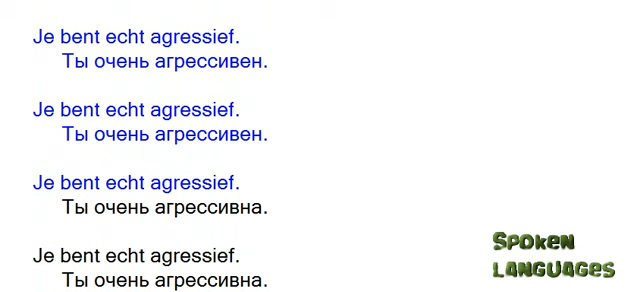 Je bent echt agressief.
Ты очень агрессивен.
Je bent echt agressief.
Ты очень агрессивен.
Je bent echt agressief.
Ты очень агрессивна.
Je bent echt agressief.
Ты очень агрессивна.
Spoken
Languages